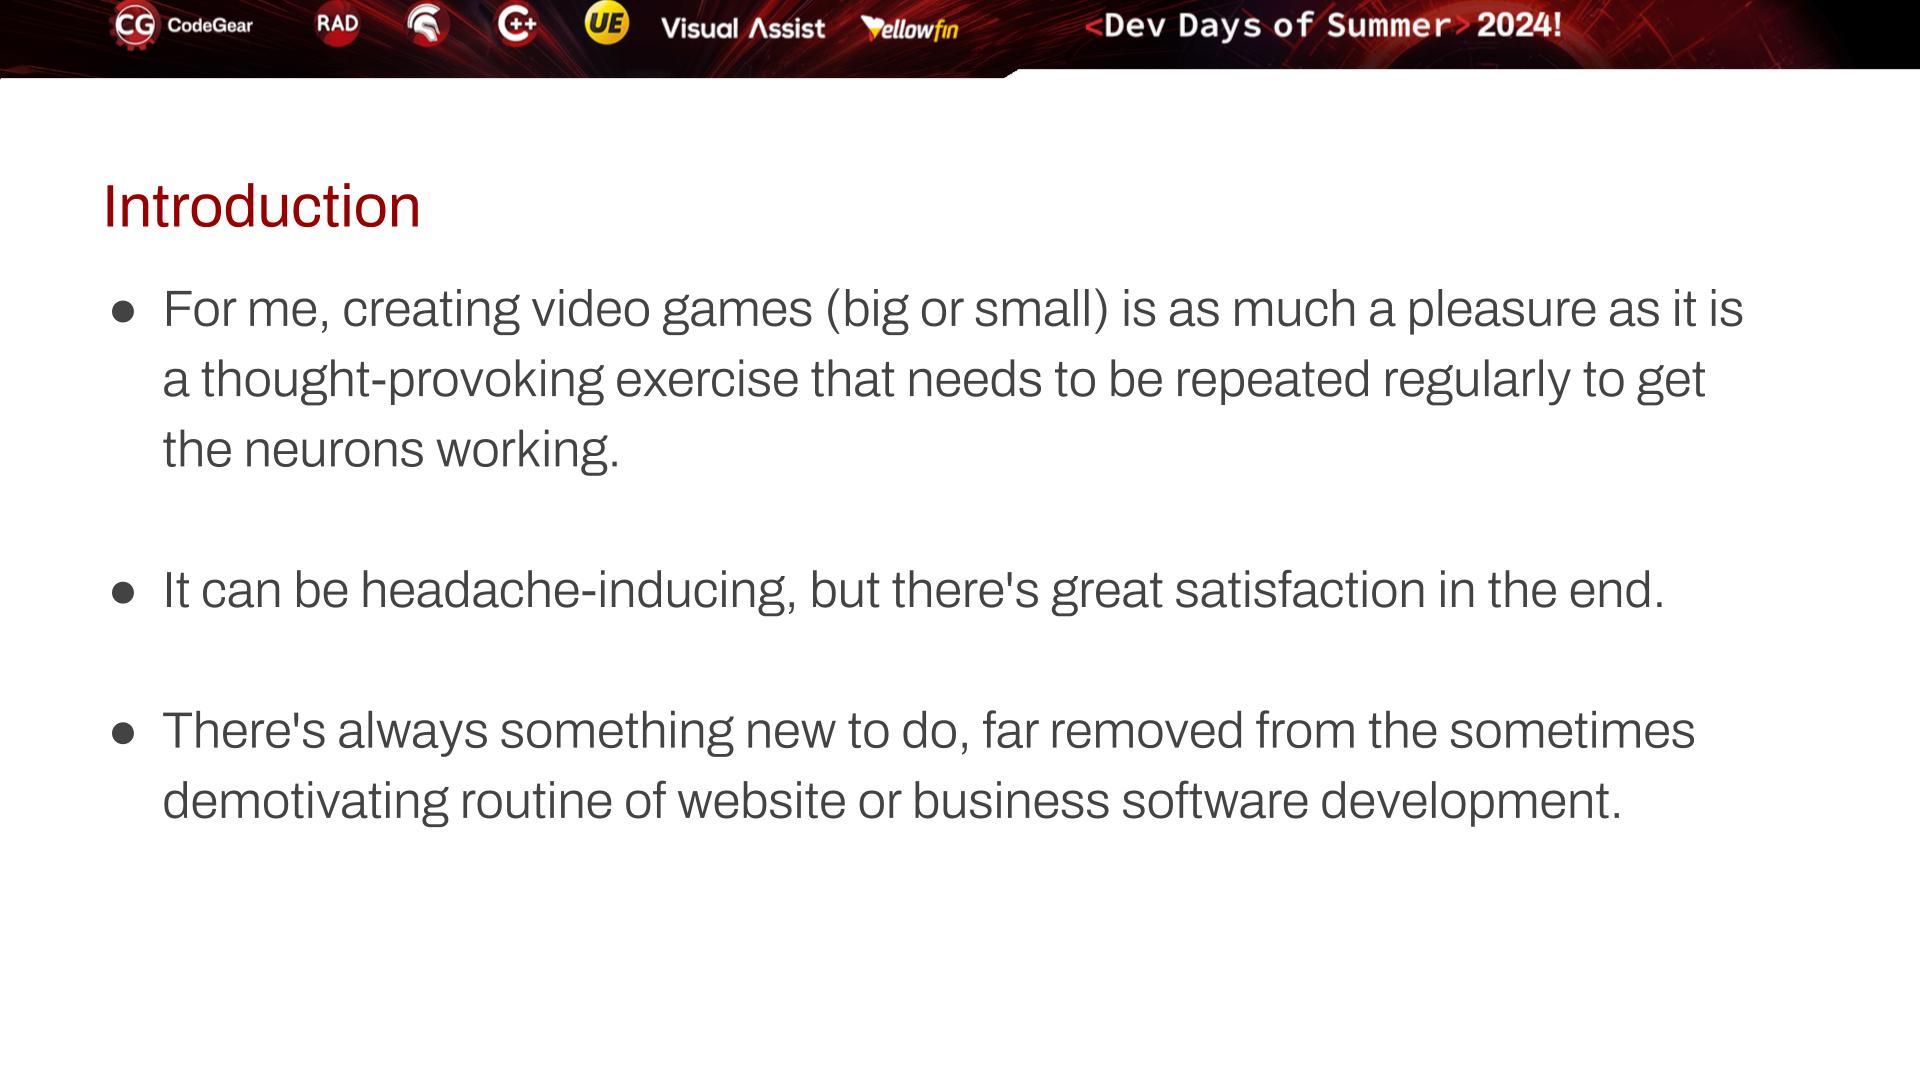 CG CodeGear RAD C++ UE Visual Assist Yellowfin <Dev Days of Summer> 2024!
Introduction
● For me, creating video games (big or small) is as much a pleasure as it is
a thought-provoking exercise that needs to be repeated regularly to get
the neurons working.
● It can be headache-inducing, but there's great satisfaction in the end.
● There's always something new to do, far removed from the sometimes
demotivating routine of website or business software development.